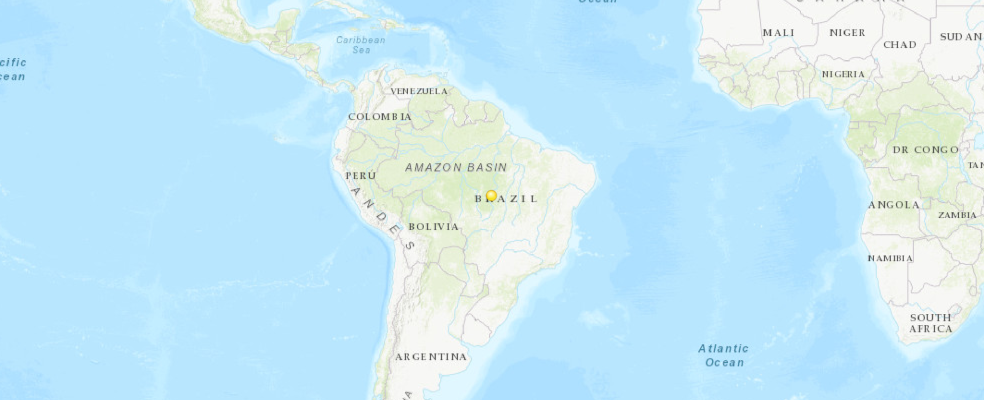 Ocean
S A H A R A
MALI
NIGER
CHAD
SUDAN
Caribbean
Sea
cific
cean
NIGERIA
VENEZUELA
COLOMBIA
DR CONGO
AMAZON BASIN
TAN
PERÚ
BRAZIL
ANDES
ANGOLA
ZAMBIA
BOLIVIA
NAMIBIA
SOUTH
AFRICA
Atlantic
Ocean
ARGENTINA
A